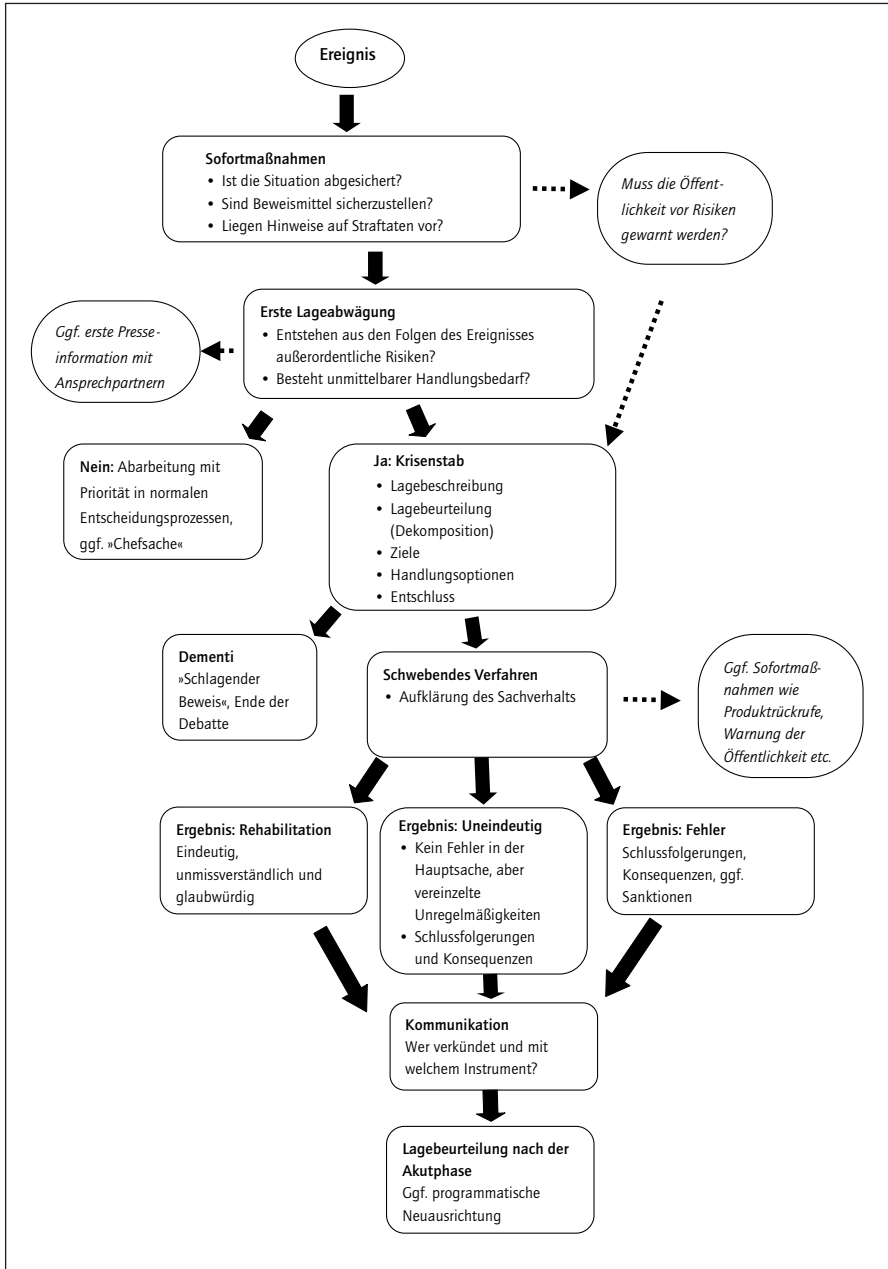 Ereignis
Sofortmaßnahmen
• Ist die Situation abgesichert?
• Sind Beweismittel sicherzustellen?
• Liegen Hinweise auf Straftaten vor?
Muss die Öffent-
lichkeit vor Risiken
gewarnt werden?
Erste Lageabwägung
• Entstehen aus den Folgen des Ereignisses
außerordentliche Risiken?
• Besteht unmittelbarer Handlungsbedarf?
Ggf. erste Presse-
information mit
Ansprechpartnern
Nein: Abarbeitung mit
Priorität in normalen
Entscheidungsprozessen,
ggf. »Chefsache«
Ja: Krisenstab
• Lagebeschreibung
• Lagebeurteilung
(Dekomposition)
• Ziele
• Handlungsoptionen
• Entschluss
Dementi
»Schlagender
Beweis«, Ende der
Debatte
Schwebendes Verfahren
• Aufklärung des Sachverhalts
Ggf. Sofortmaß-
nahmen wie
Produktrückrufe,
Warnung der
Öffentlichkeit etc.
Ergebnis: Rehabilitation
Eindeutig,
unmissverständlich und
glaubwürdig
Ergebnis: Uneindeutig
• Kein Fehler in der
Hauptsache, aber
vereinzelte
Unregelmäßigkeiten
• Schlussfolgerungen
und Konsequenzen
Ergebnis: Fehler
Schlussfolgerungen,
Konsequenzen, ggf.
Sanktionen
Kommunikation
Wer verkündet und mit
welchem Instrument?
Lagebeurteilung nach der
Akutphase
Ggf. programmatische
Neuausrichtung